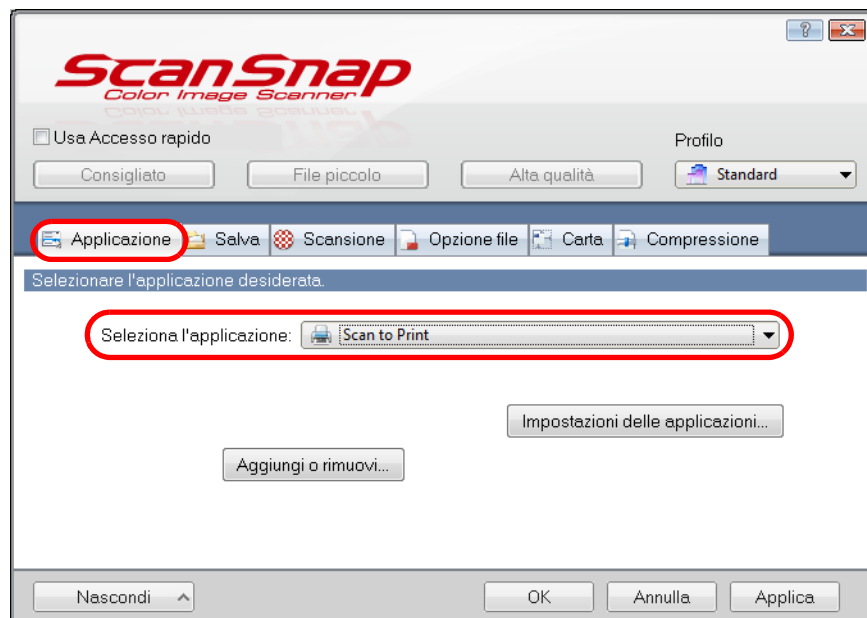 ScanSnap
Color Image Scanner
Usa Accesso rapido
Profilo
Consigliato File piccolo Alta qualità Standard
Applicazione Salva Scansione Opzione file Carta Compressione
Selezionare l'applicazione desiderata.
Seleziona l'applicazione: Scan to Print
Impostazioni delle applicazioni...
Aggiungi o rimuovi...
Nascondi OK Annulla Applica